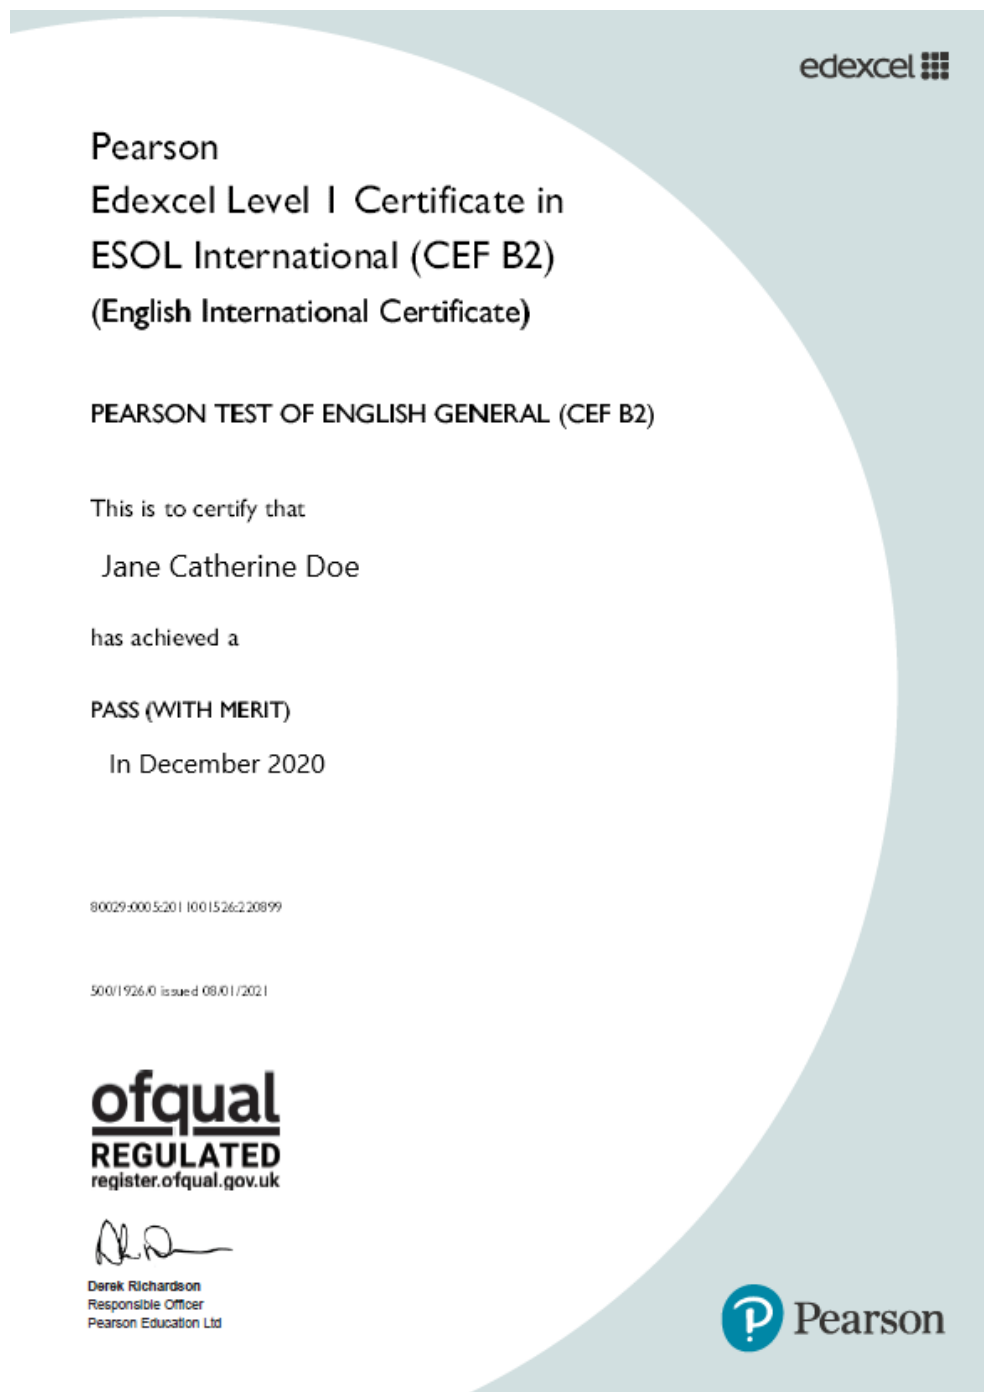 edexcel
Pearson
Edexcel Level 1 Certificate in
ESOL International (CEF B2)
(English International Certificate)
PEARSON TEST OF ENGLISH GENERAL (CEF B2)
This is to certify that
Jane Catherine Doe
has achieved a
PASS (WITH MERIT)
In December 2020
80029:0005:2011001526:220899
500/1926/0 issued 08/01/2021
ofqual
REGULATED
register.ofqual.gov.uk
Derek Richardson
Responsible Officer
Pearson Education Ltd
Pearson